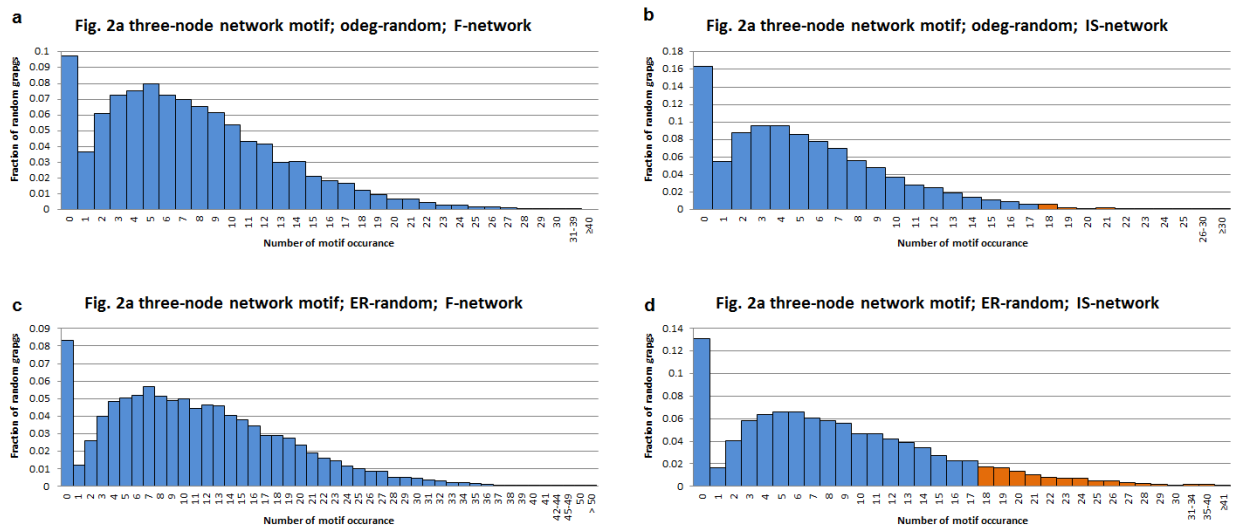 a
Fig. 2a three-node network motif; odeg-random; F-network
Fraction of random grapgs
0.1
0.09
0.08
0.07
0.06
0.05
0.04
0.03
0.02
0.01
0
0 1 2 3 4 5 6 7 8 9 10 11 12 13 14 15 16 17 18 19 20 21 22 23 24 25 26 27 28 29 30 31-39 ≥40
Number of motif occurance
b
Fig. 2a three-node network motif; odeg-random; IS-network
Fraction of random grapgs
0.18
0.16
0.14
0.12
0.1
0.08
0.06
0.04
0.02
0
0 1 2 3 4 5 6 7 8 9 10 11 12 13 14 15 16 17 18 19 20 21 22 23 24 25 26-30 ≥30
Number of motif occurance
c
Fig. 2a three-node network motif; ER-random; F-network
Fraction of random grapgs
0.09
0.08
0.07
0.06
0.05
0.04
0.03
0.02
0.01
0
0 1 2 3 4 5 6 7 8 9 10 11 12 13 14 15 16 17 18 19 20 21 22 23 24 25 26 27 28 29 30 31 32 33 34 35 36 37 38 39 40 41 42-44 45-49 50 > 50
Number of motif occurance
d
Fig. 2a three-node network motif; ER-random; IS-network
Fraction of random grapgs
0.14
0.12
0.1
0.08
0.06
0.04
0.02
0
0 1 2 3 4 5 6 7 8 9 10 11 12 13 14 15 16 17 18 19 20 21 22 23 24 25 26 27 28 29 30 31-34 35-40 ≥41
Number of motif occurance